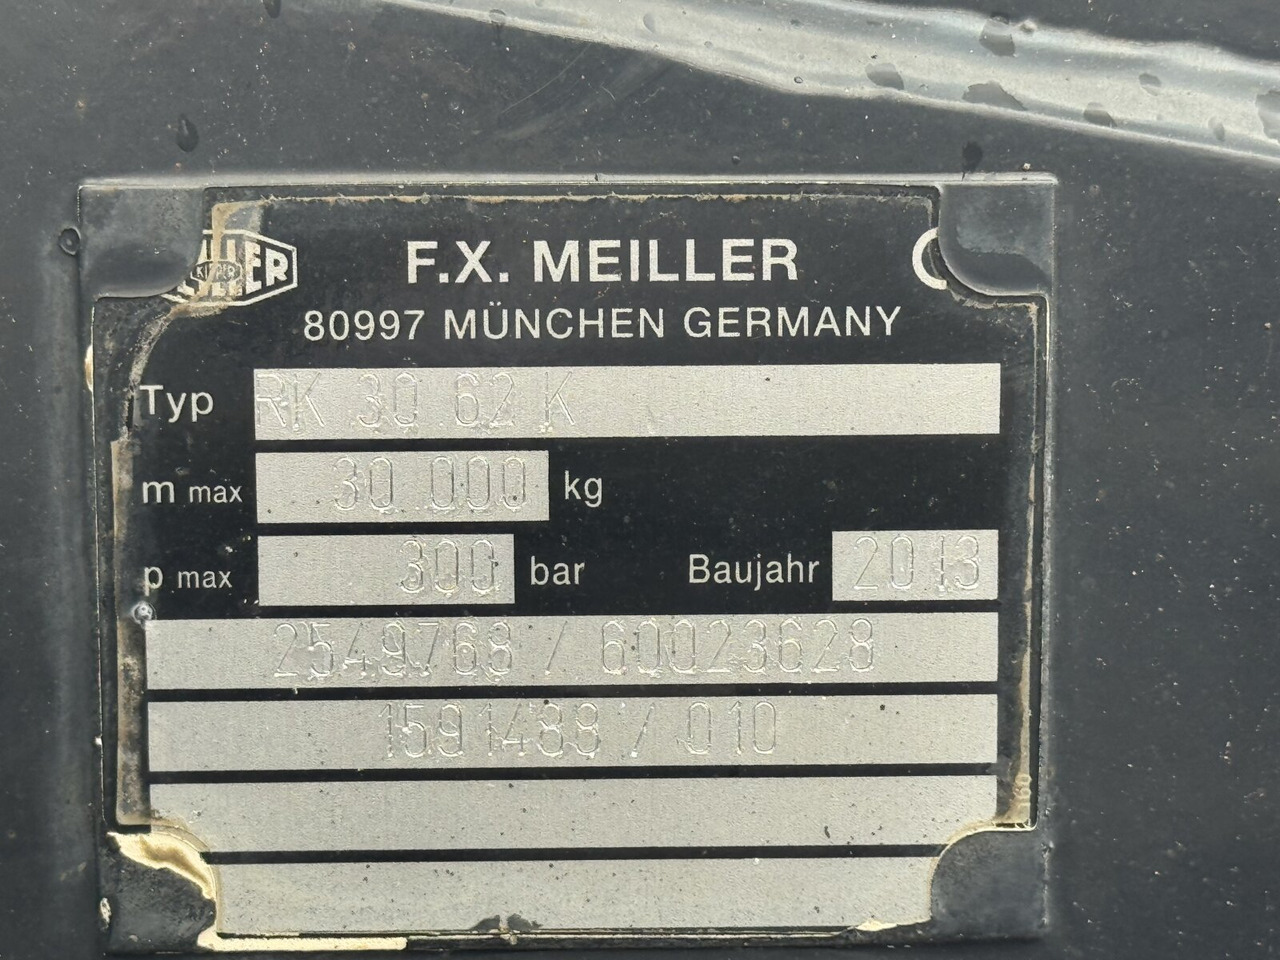 KIPPER
F.X. MEILLER
80997 MÜNCHEN GERMANY
Typ RK 30.62 K
m max 30 000 kg
p max 300 bar Baujahr 2013
2549768 / 60023628
1591488 / 010